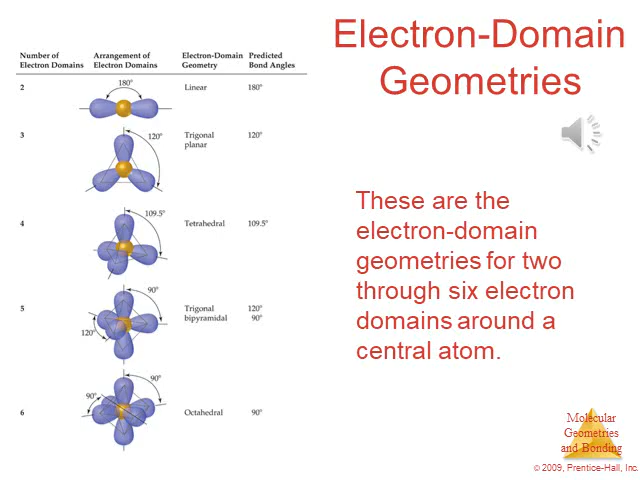 Electron-Domain
Geometries
Number of Arrangement of Electron-Domain Predicted
Electron Domains Electron Domains Geometry Bond Angles
180°
2 Linear 180°
3 120° Trigonal 120°
planar
109.5°
4 Tetrahedral 109.5°
90°
5 Trigonal 120°
bipyramidal 90°
120°
90°
90°
6 Octahedral 90°
These are the
electron-domain
geometries for two
through six electron
domains around a
central atom.
Molecular
Geometries
and Bonding
© 2009, Prentice-Hall, Inc.